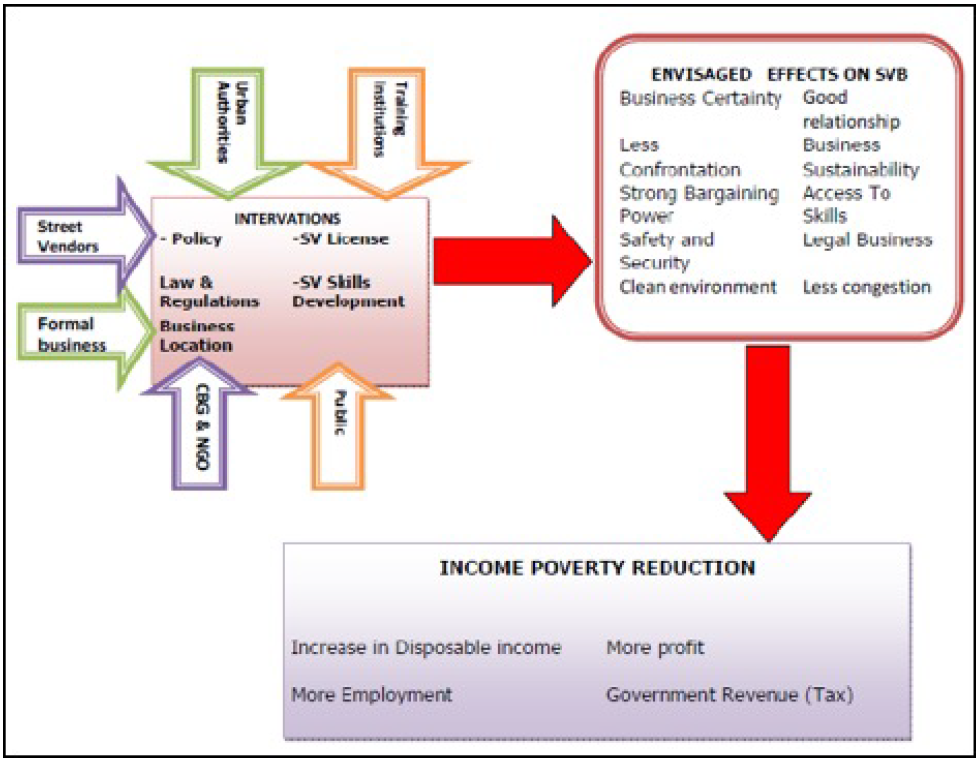 Urban
Authorities
Training
Institutions
Street
Vendors
Formal
business
CBG & NGO
Public
INTERVATIONS
- Policy -SV License
Law & -SV Skills
Regulations Development
Business
Location
ENVISAGED EFFECTS ON SVB
Business Certainty Good
relationship
Less Business
Confrontation Sustainability
Strong Bargaining Access To
Power Skills
Safety and Legal Business
Security
Clean environment Less congestion
INCOME POVERTY REDUCTION
Increase in Disposable income More profit
More Employment Government Revenue (Tax)